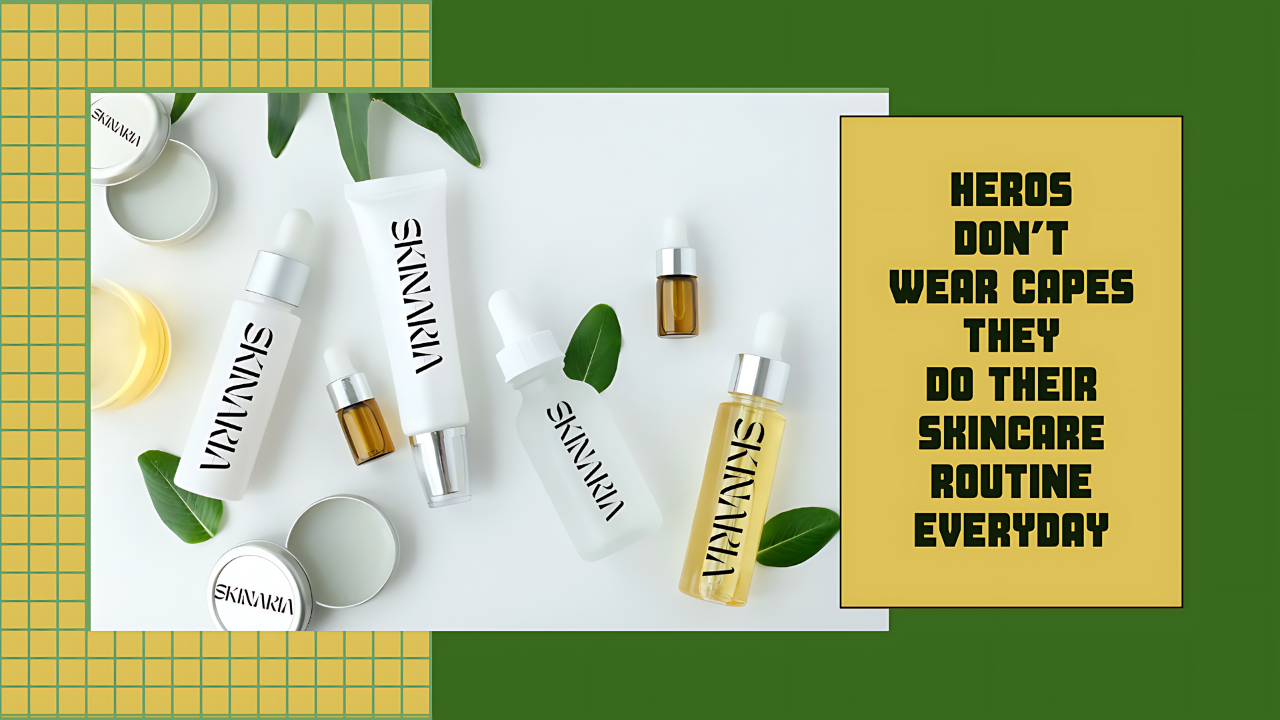 SKINARIA
SKINARIA
SKINARIA
SKINARIA
SKINARIA
SKINARIA
HEROS
DON'T
WEAR CAPES
THEY
DO THEIR
SKINCARE
ROUTINE
EVERYDAY